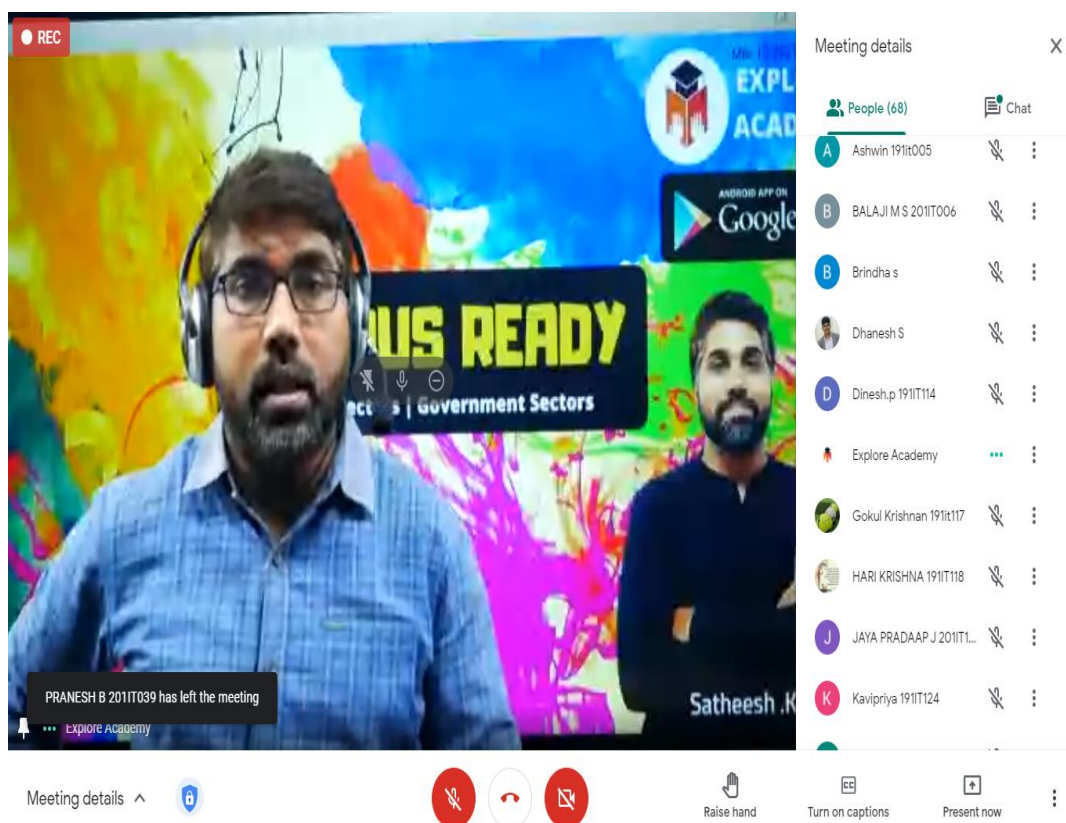 REC
EXPL
ACAD
ANDROID APP ON
Google
US READY
| Government Sectors
Satheesh .K
PRANESH B 201IT039 has left the meeting
Explore Academy
Meeting details
People (68)
Chat
A
Ashwin 191it005
B
BALAJI M S 201IT006
B
Brindha s
Dhanesh S
D
Dinesh.p 191IT114
Explore Academy
Gokul Krishnan 191it117
HARI KRISHNA 191IT118
J
JAYA PRADAAP J 201IT1...
K
Kavipriya 191IT124
Meeting details
Raise hand
CC
Turn on captions
Present now